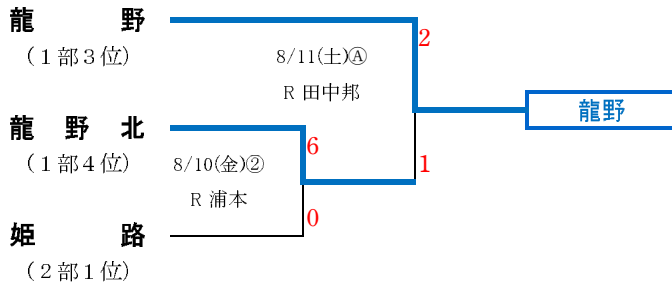 龍 野
（１部３位）
8/11(土)Ⓐ
R 田中邦
2
龍野
龍 野 北
（１部４位）
8/10(金)②
R 浦本
6
1
0
姫 路
（２部１位）